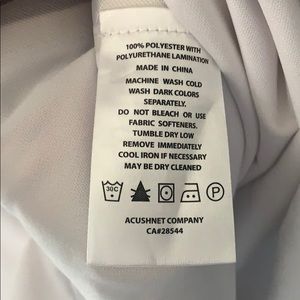 100% POLYESTER WITH
POLYURETHANE LAMINATION
MADE IN CHINA
MACHINE WASH COLD
WASH DARK COLORS
SEPARATELY.
DO NOT BLEACH OR USE
FABRIC SOFTENERS.
TUMBLE DRY LOW
REMOVE IMMEDIATELY
COOL IRON IF NECESSARY
MAY BE DRY CLEANED
30C P
ACUSHNET COMPANY
CA#28544